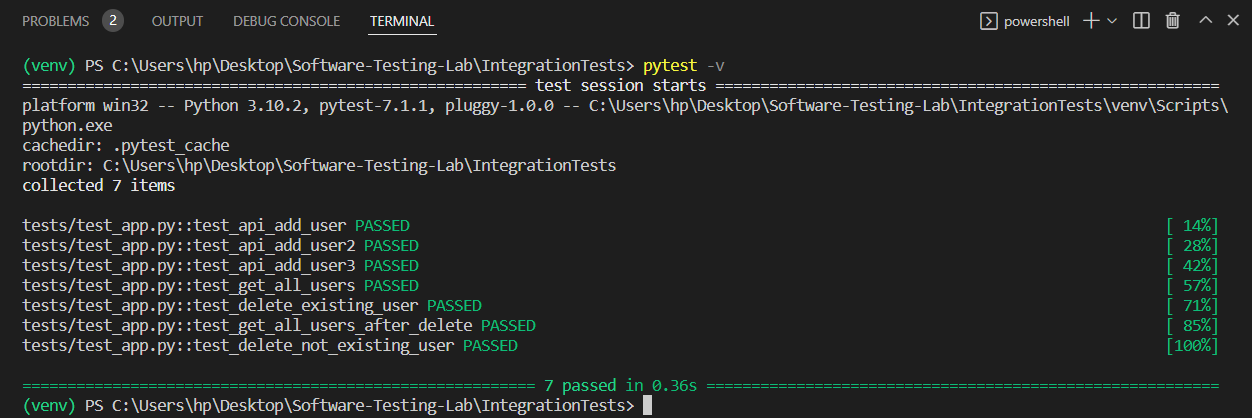 PROBLEMS 2 OUTPUT DEBUG CONSOLE TERMINAL powershell
(venv) PS C:\Users\hp\Desktop\Software-Testing-Lab\IntegrationTests> pytest -v
========================================================= test session starts =========================================================
platform win32 -- Python 3.10.2, pytest-7.1.1, pluggy-1.0.0 -- C:\Users\hp\Desktop\Software-Testing-Lab\IntegrationTests\venv\Scripts\
python.exe
cachedir: .pytest_cache
rootdir: C:\Users\hp\Desktop\Software-Testing-Lab\IntegrationTests
collected 7 items
tests/test_app.py::test_api_add_user PASSED [ 14%]
tests/test_app.py::test_api_add_user2 PASSED [ 28%]
tests/test_app.py::test_api_add_user3 PASSED [ 42%]
tests/test_app.py::test_get_all_users PASSED [ 57%]
tests/test_app.py::test_delete_existing_user PASSED [ 71%]
tests/test_app.py::test_get_all_users_after_delete PASSED [ 85%]
tests/test_app.py::test_delete_not_existing_user PASSED [100%]
========================================================== 7 passed in 0.36s ==========================================================
(venv) PS C:\Users\hp\Desktop\Software-Testing-Lab\IntegrationTests>